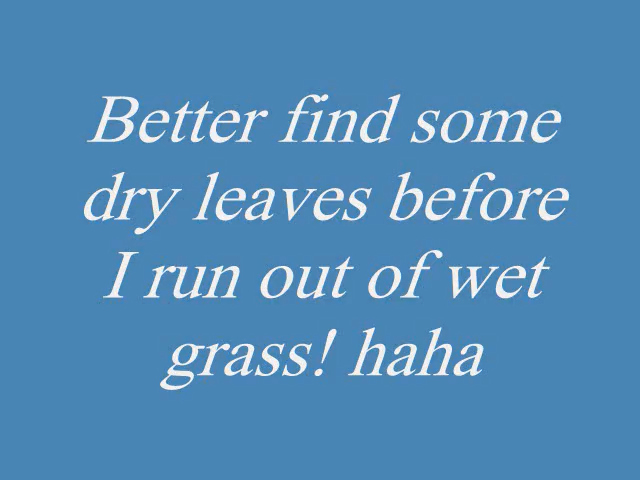 Better find some
dry leaves before
I run out of wet
grass! haha